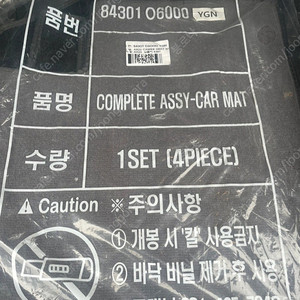 품번 84301 O6000 YGN
품명 COMPLETE ASSY-CAR MAT
수량 1SET (4PIECE)
Caution ※ 주의사항
① 개봉 시 '칼' 사용금지
② 바닥 비닐 제거 후 사용